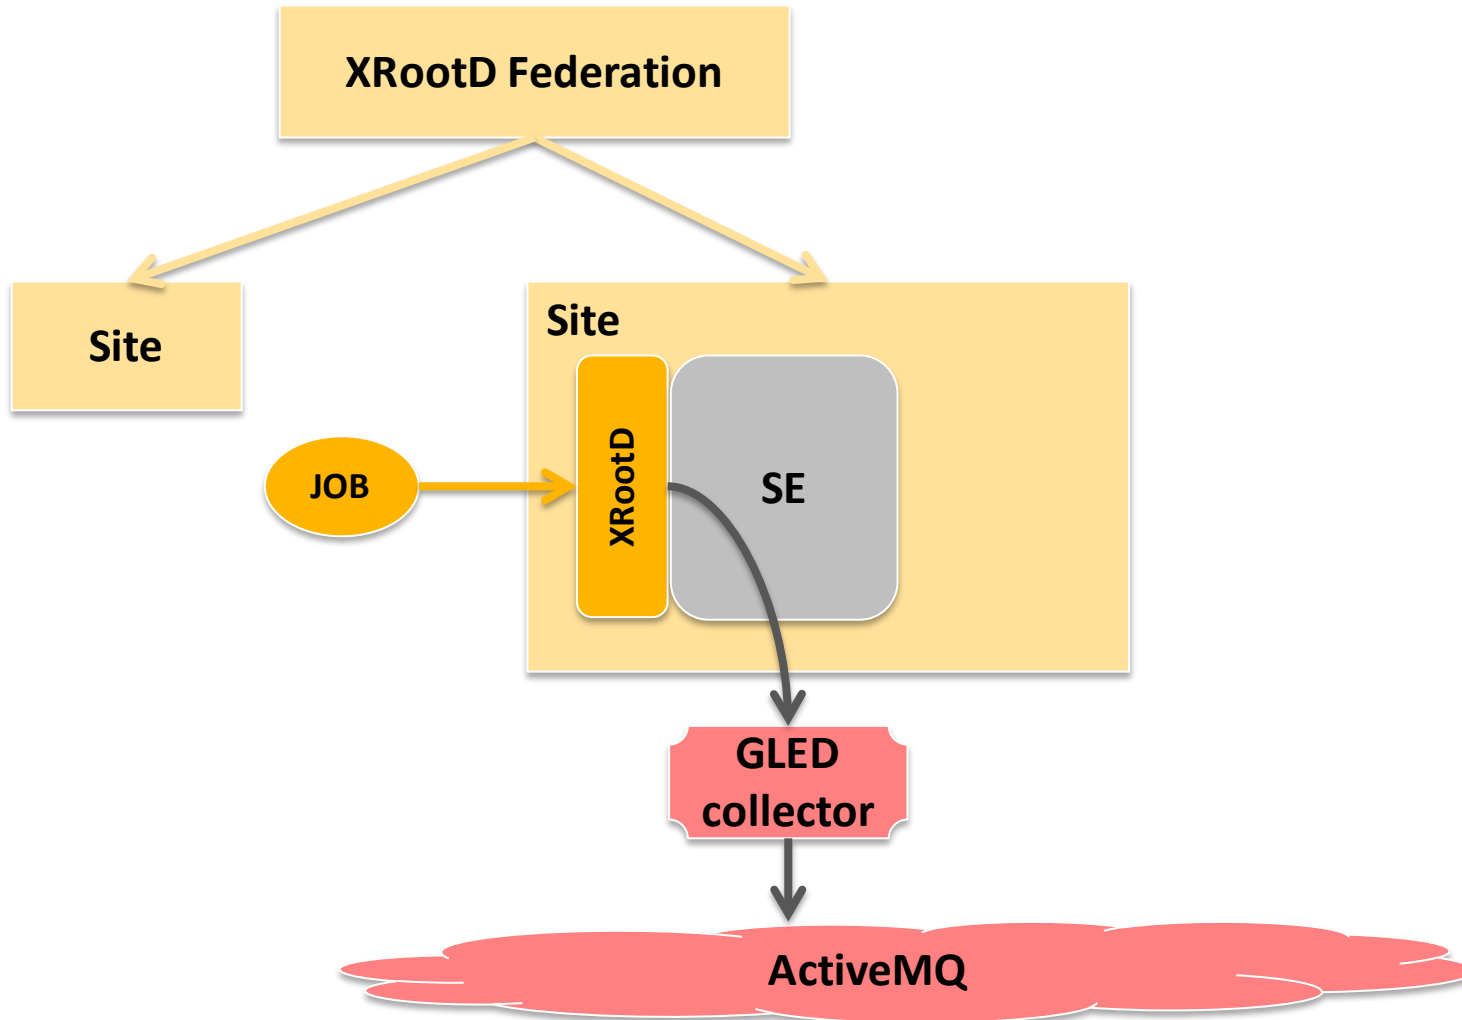 XRootD Federation
Site
Site
XRootD
SE
JOB
GLED
collector
ActiveMQ